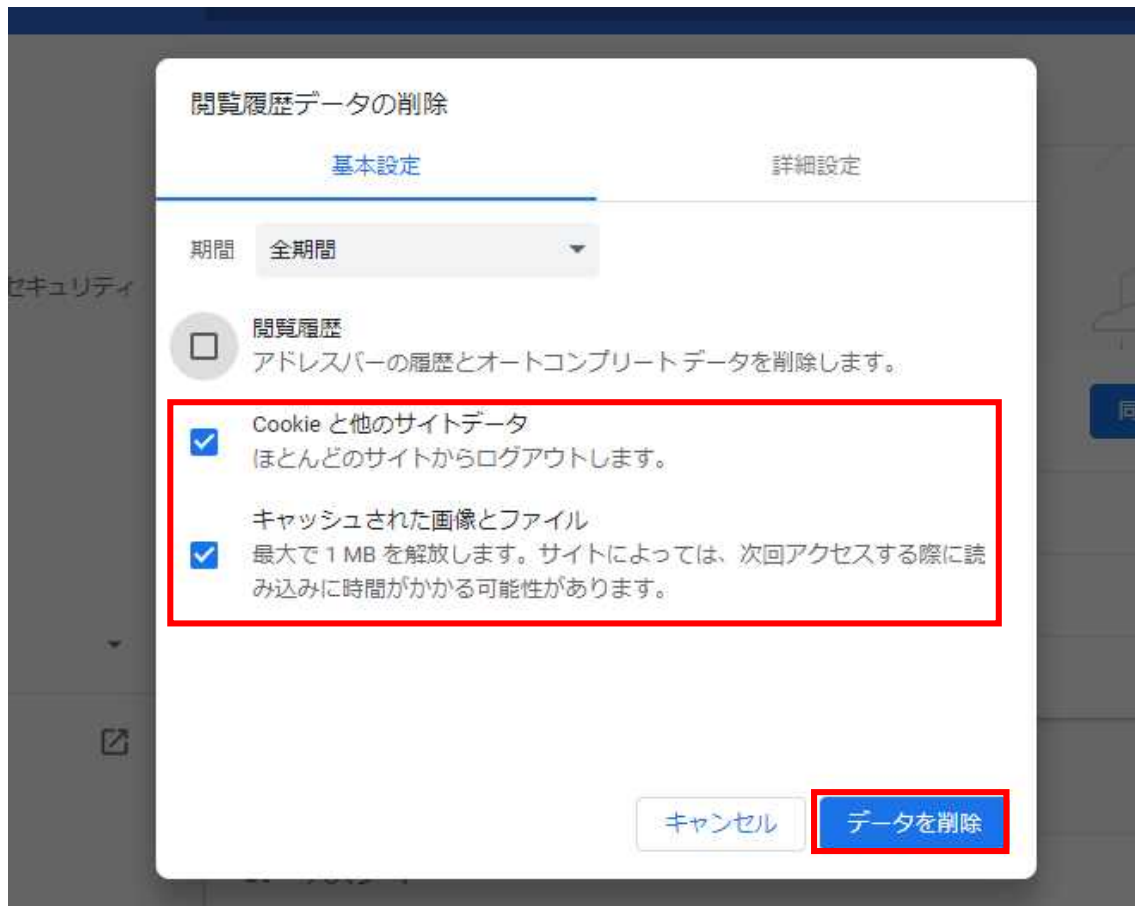 閲覧履歴データの削除
基本設定 詳細設定
期間 全期間
セキュリティ
閲覧履歴
アドレスバーの履歴とオートコンプリート データを削除します。
Cookie と他のサイトデータ
ほとんどのサイトからログアウトします。
同
キャッシュされた画像とファイル
最大で 1 MB を解放します。サイトによっては、次回アクセスする際に読
み込みに時間がかかる可能性があります。
キャンセル データを削除